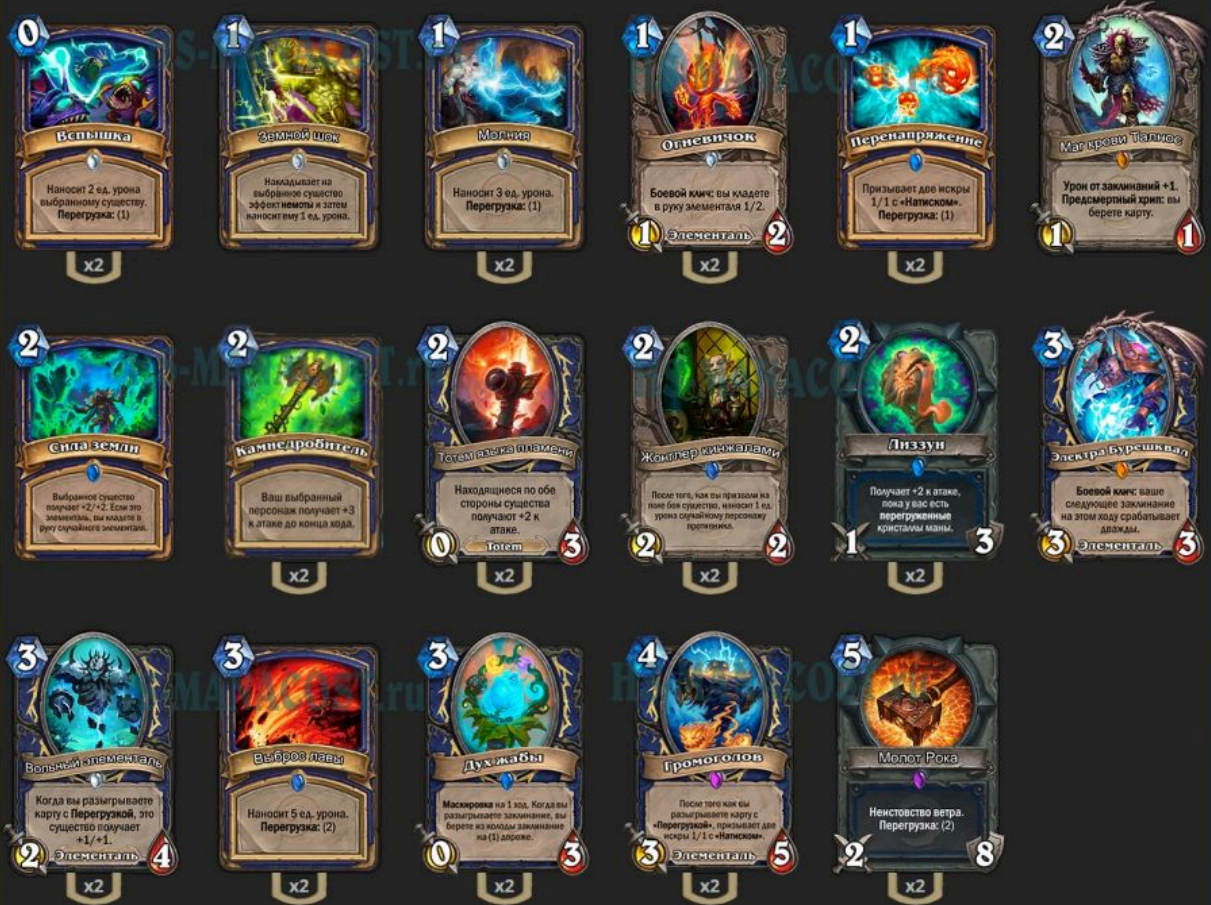 0
Вспышка
Наносит 2 ед. урона
выбранному существу.
Перегрузка: (1)
x2
1
Земной шок
Накладывает на
выбранное существо
эффект немоты и затем
наносит ему 1 ед. урона.
1
Молния
Наносит 3 ед. урона.
Перегрузка: (1)
x2
1
Огневичок
Боевой клич: вы кладете
в руку элементаля 1/2.
1
Элементаль
2
x2
1
Перенапряжение
Призывает две искры
1/1 с «Натиском».
Перегрузка: (1)
x2
2
Маг крови Талнос
Урон от заклинаний +1.
Предсмертный хрип: вы
берете карту.
1
1
2
Сила земли
Выбранное существо
получает +2/+2. Если это
элементаль, вы кладете в
руку случайного элементаля.
2
Камнедробитель
Ваш выбранный
персонаж получает +3
к атаке до конца хода.
x2
2
Тотем языка пламени
Находящиеся по обе
стороны существа
получают +2 к
атаке.
0
Totem
3
x2
2
Жонглер кинжалами
После того, как вы призвали на
поле боя существо, наносит 1 ед.
урона случайному персонажу
противника.
2
2
x2
2
Лиззун
Получает +2 к атаке,
пока у вас есть
перегруженные
кристаллы маны.
1
3
x2
3
Электра Бурешквал
Боевой клич: ваше
следующее заклинание
на этом ходу срабатывает
дважды.
3
Элементаль
3
3
Вольный элементаль
Когда вы разыгрываете
карту с Перегрузкой, это
существо получает
+1/+1.
2
Элементаль
4
x2
3
Выброс лавы
Наносит 5 ед. урона.
Перегрузка: (2)
x2
3
Дух жабы
Маскировка на 1 ход. Когда вы
разыгрываете заклинание, вы
берете из колоды заклинание
на (1) дороже.
0
3
x2
4
Громоголов
После того как вы
разыгрываете карту с
«Перегрузкой», призывает две
искры 1/1 с «Натиском».
3
Элементаль
5
x2
5
Молот Рока
Неистовство ветра.
Перегрузка: (2)
2
8
x2
HS-MANACOST.ru